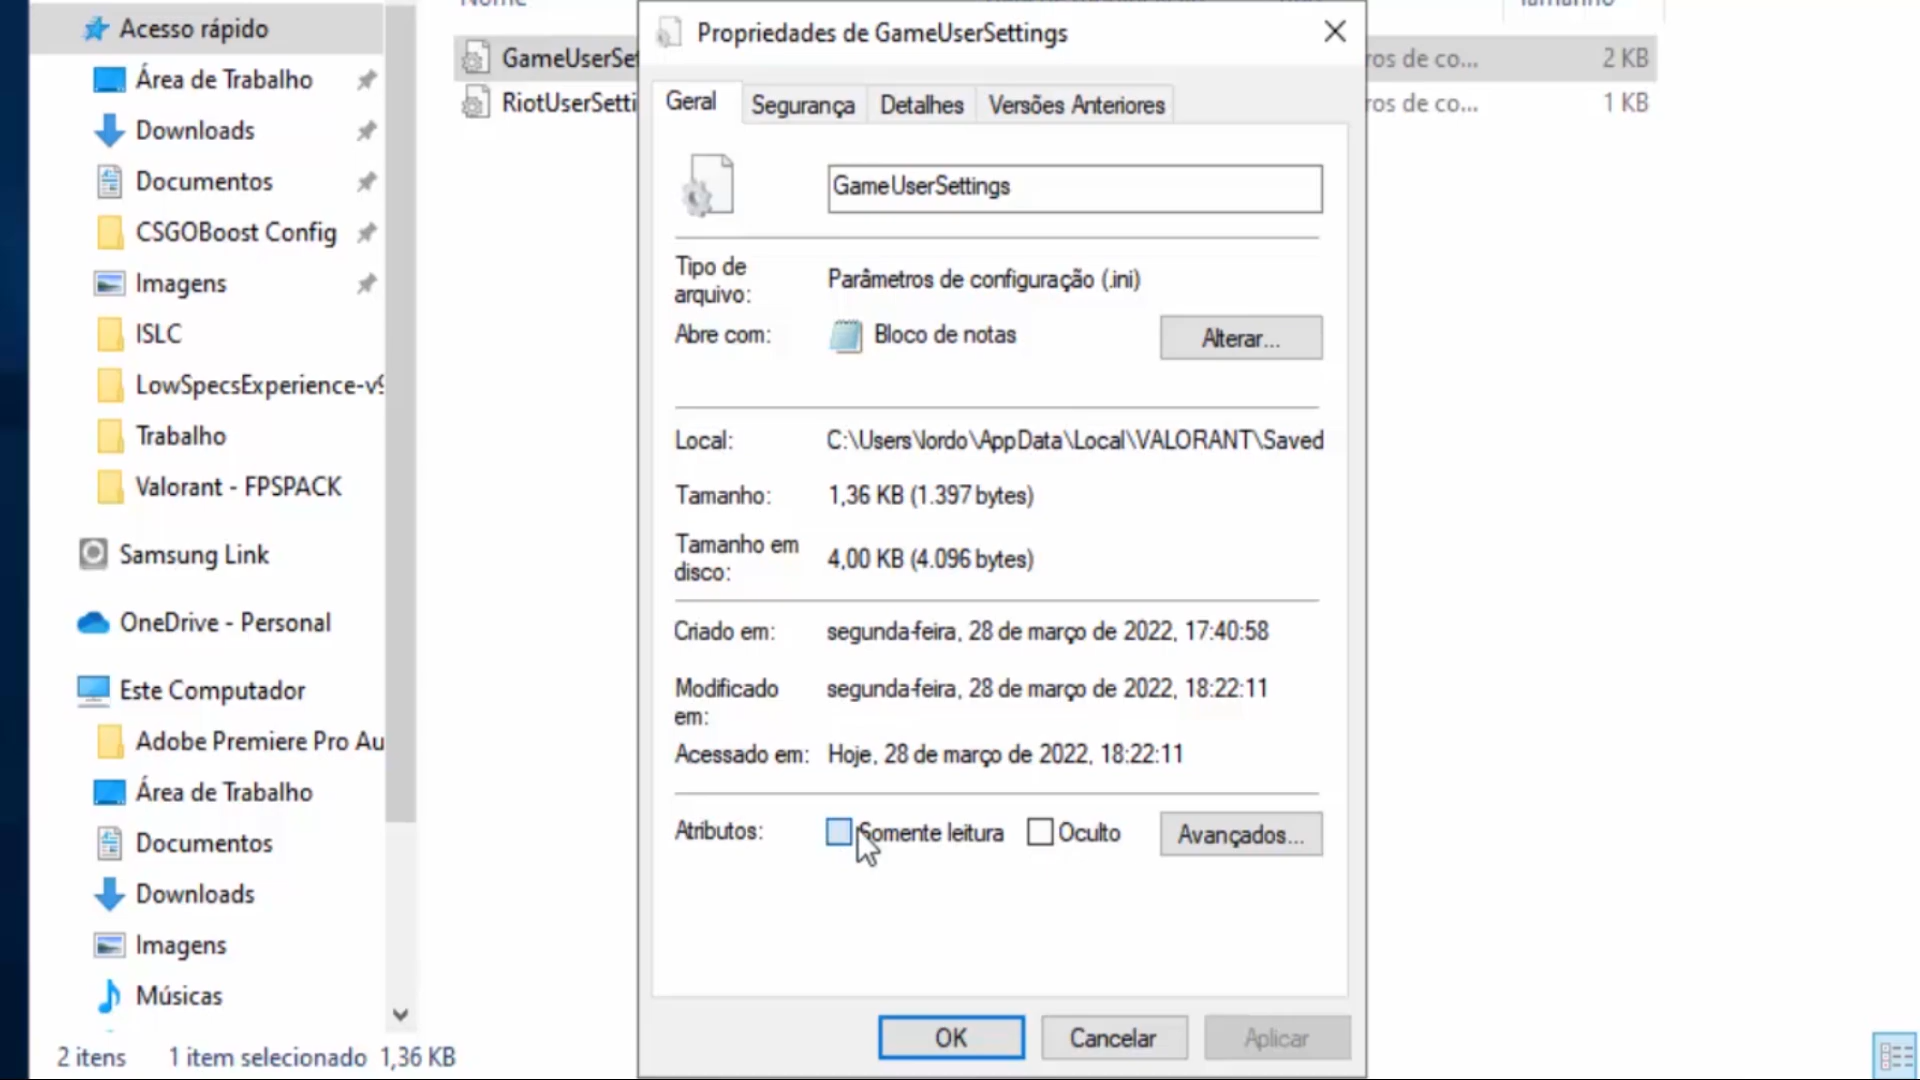 Acesso rápido
Área de Trabalho
Downloads
Documentos
CSGOBoost Config
Imagens
ISLC
LowSpecsExperience-v9
Trabalho
Valorant - FPSPACK
Samsung Link
OneDrive - Personal
Este Computador
Adobe Premiere Pro Au
Área de Trabalho
Documentos
Downloads
Imagens
Músicas
2 itens 1 item selecionado 1,36 KB
Nome
Tamanho
GameUserSet
ros de co... 2 KB
RiotUserSetti
ros de co... 1 KB
Propriedades de GameUserSettings
Geral Segurança Detalhes Versões Anteriores
GameUserSettings
Tipo de
arquivo:
Parâmetros de configuração (.ini)
Abre com: Bloco de notas Alterar...
Local: C:\Users\lordo\AppData\Local\VALORANT\Saved
Tamanho: 1,36 KB (1.397 bytes)
Tamanho em
disco:
4,00 KB (4.096 bytes)
Criado em: segunda-feira, 28 de março de 2022, 17:40:58
Modificado
em:
segunda-feira, 28 de março de 2022, 18:22:11
Acessado em: Hoje, 28 de março de 2022, 18:22:11
Atributos: Somente leitura Oculto Avançados...
OK Cancelar Aplicar